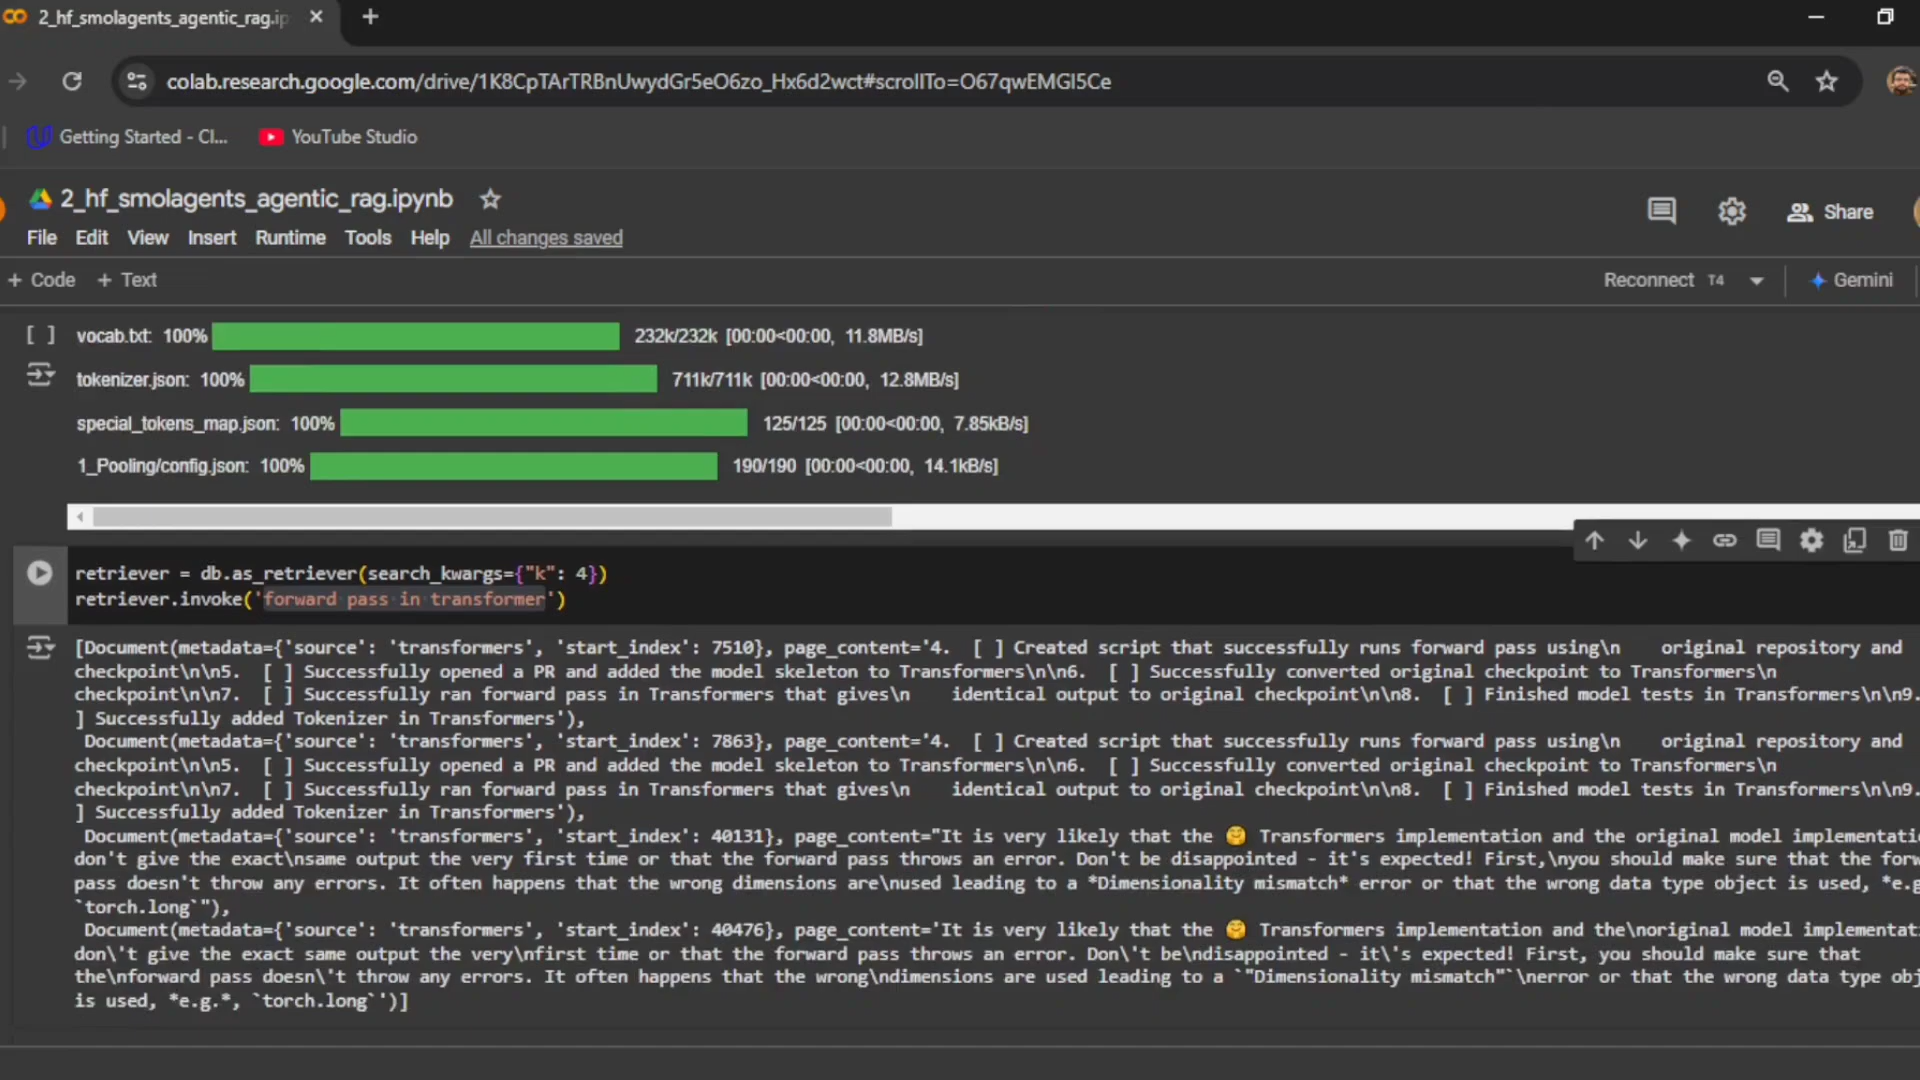 2_hf_smolagents_agentic_rag.ip
colab.research.google.com/drive/1K8CpTArTRBnUwydGr5eO6zo_Hx6d2wct#scrollTo=O67qwEMGI5Ce
Getting Started - Cl... YouTube Studio
2_hf_smolagents_agentic_rag.ipynb
Share
File Edit View Insert Runtime Tools Help All changes saved
+ Code + Text Reconnect T4 Gemini
[ ] vocab.txt: 100% 232k/232k [00:00<00:00, 11.8MB/s]
tokenizer.json: 100% 711k/711k [00:00<00:00, 12.8MB/s]
special_tokens_map.json: 100% 125/125 [00:00<00:00, 7.85kB/s]
1_Pooling/config.json: 100% 190/190 [00:00<00:00, 14.1kB/s]
retriever = db.as_retriever(search_kwargs={"k": 4})
retriever.invoke('forward pass in transformer')
[Document(metadata={'source': 'transformers', 'start_index': 7510}, page_content='4.  [ ] Created script that successfully runs forward pass using\n    original repository and
checkpoint\n\n5.  [ ] Successfully opened a PR and added the model skeleton to Transformers\n\n6.  [ ] Successfully converted original checkpoint to Transformers\n
checkpoint\n\n7.  [ ] Successfully ran forward pass in Transformers that gives\n    identical output to original checkpoint\n\n8.  [ ] Finished model tests in Transformers\n\n9.
] Successfully added Tokenizer in Transformers'),
Document(metadata={'source': 'transformers', 'start_index': 7863}, page_content='4.  [ ] Created script that successfully runs forward pass using\n    original repository and
checkpoint\n\n5.  [ ] Successfully opened a PR and added the model skeleton to Transformers\n\n6.  [ ] Successfully converted original checkpoint to Transformers\n
checkpoint\n\n7.  [ ] Successfully ran forward pass in Transformers that gives\n    identical output to original checkpoint\n\n8.  [ ] Finished model tests in Transformers\n\n9.
] Successfully added Tokenizer in Transformers'),
Document(metadata={'source': 'transformers', 'start_index': 40131}, page_content="It is very likely that the 🤗 Transformers implementation and the original model implementati
don't give the exact\nsame output the very first time or that the forward pass throws an error. Don't be disappointed - it's expected! First,\nyou should make sure that the forw
pass doesn't throw any errors. It often happens that the wrong dimensions are\nused leading to a *Dimensionality mismatch* error or that the wrong data type object is used, *e.g
`torch.long`"),
Document(metadata={'source': 'transformers', 'start_index': 40476}, page_content='It is very likely that the 🤗 Transformers implementation and the\noriginal model implementati
don\'t give the exact same output the very\nfirst time or that the forward pass throws an error. Don\'t be\ndisappointed - it\'s expected! First, you should make sure that
the\nforward pass doesn\'t throw any errors. It often happens that the wrong\ndimensions are used leading to a `"Dimensionality mismatch"`\nerror or that the wrong data type obj
is used, *e.g.*, `torch.long`')]